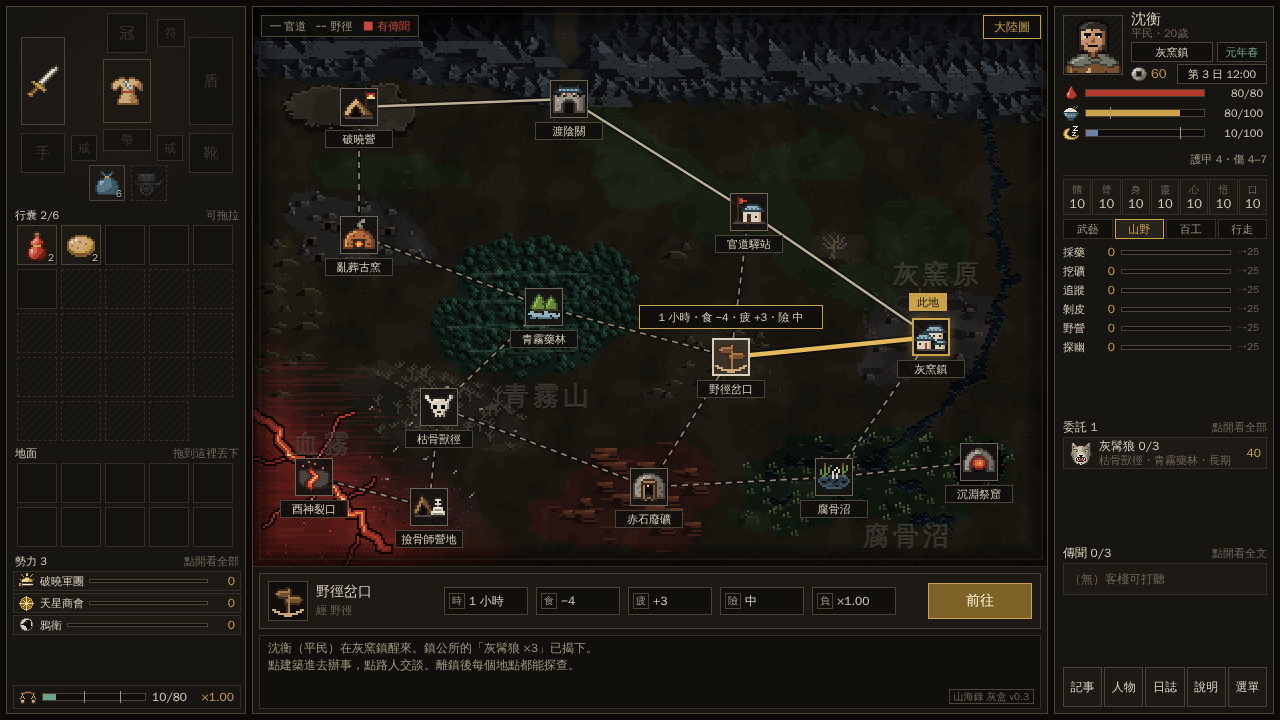 冠
符
盾
手
戒
帶
戒
靴
6
行囊 2/6
可拖拉
2
2
地面
拖到這裡丟下
勢力 3
點開看全部
破曉軍團
0
天星商會
0
鴉衛
0
10/80
×1.00
官道
野徑
有傳聞
大陸圖
破曉營
渡陰關
官道驛站
亂葬古窯
青霧藥林
灰窯原
此地
1 小時・食 −4・疲 +3・險 中
灰窯鎮
野徑岔口
青霧山
枯骨獸徑
血霧
酉神裂口
撿骨師營地
赤石廢礦
腐骨沼
沉淵祭窟
腐骨沼
野徑岔口
經 野徑
時 1 小時
食 −4
疲 +3
險 中
負 ×1.00
前往
沈衡（平民）在灰窯鎮醒來。鎮公所的「灰髯狼 ×3」已揭下。
點建築進去辦事，點路人交談。離鎮後每個地點都能探查。
山海錄 灰盒 v0.3
沈衡
平民・20歲
灰窯鎮
元年春
60
第 3 日 12:00
80/80
80/100
10/100
護甲 4・傷 4–7
體 臂 身 靈 心 悟 口
10 10 10 10 10 10 10
武藝
山野
百工
行走
採藥 0 →25
挖礦 0 →25
追蹤 0 →25
剝皮 0 →25
野營 0 →25
探幽 0 →25
委託 1
點開看全部
灰髯狼 0/3
枯骨獸徑・青霧藥林・長期
40
傳聞 0/3
點開看全文
（無）客棧可打聽
記事
人物
日誌
說明
選單